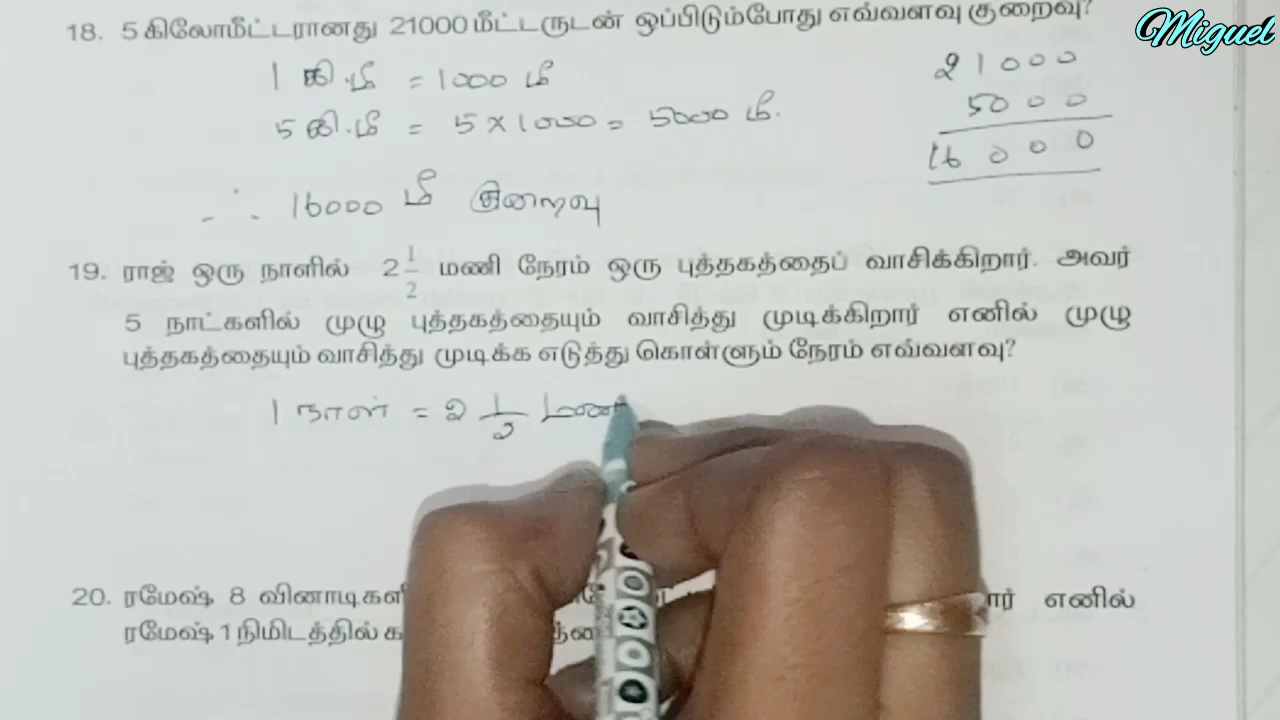 Miguel
18. 5 கிலோமீட்டரானது 21000 மீட்டருடன் ஒப்பிடும்போது எவ்வளவு குறைவு?
1 கி.மீ = 1000 மீ
21000
5 கி.மீ = 5 x 1000 = 5000 மீ.
5000
16000
∴ 16000 மீ குறைவு
19. ராஜ் ஒரு நாளில் 2 1/2 மணி நேரம் ஒரு புத்தகத்தைப் வாசிக்கிறார். அவர்
5 நாட்களில் முழு புத்தகத்தையும் வாசித்து முடிக்கிறார் எனில் முழு
புத்தகத்தையும் வாசித்து முடிக்க எடுத்து கொள்ளும் நேரம் எவ்வளவு?
1 நாள் = 2 1/2
20. ரமேஷ் 8 எனில்
ரமேஷ் 1 நிமிடத்தில்